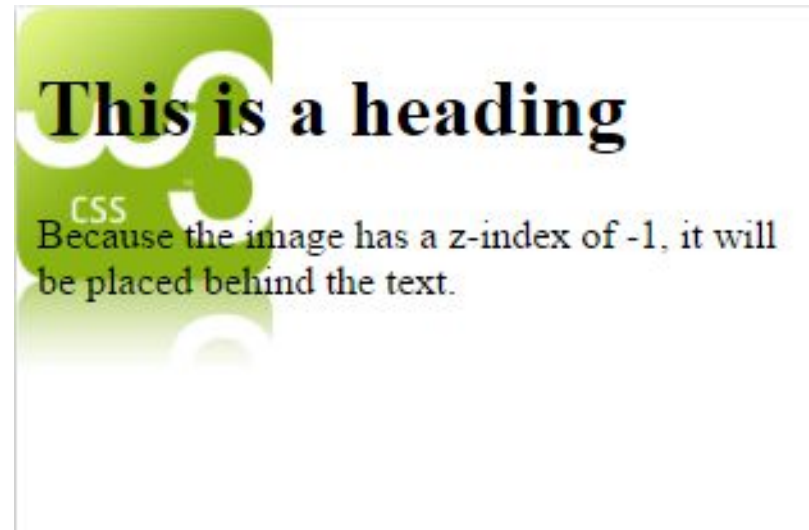 This is a heading
CSS
Because the image has a z-index of -1, it will
be placed behind the text.